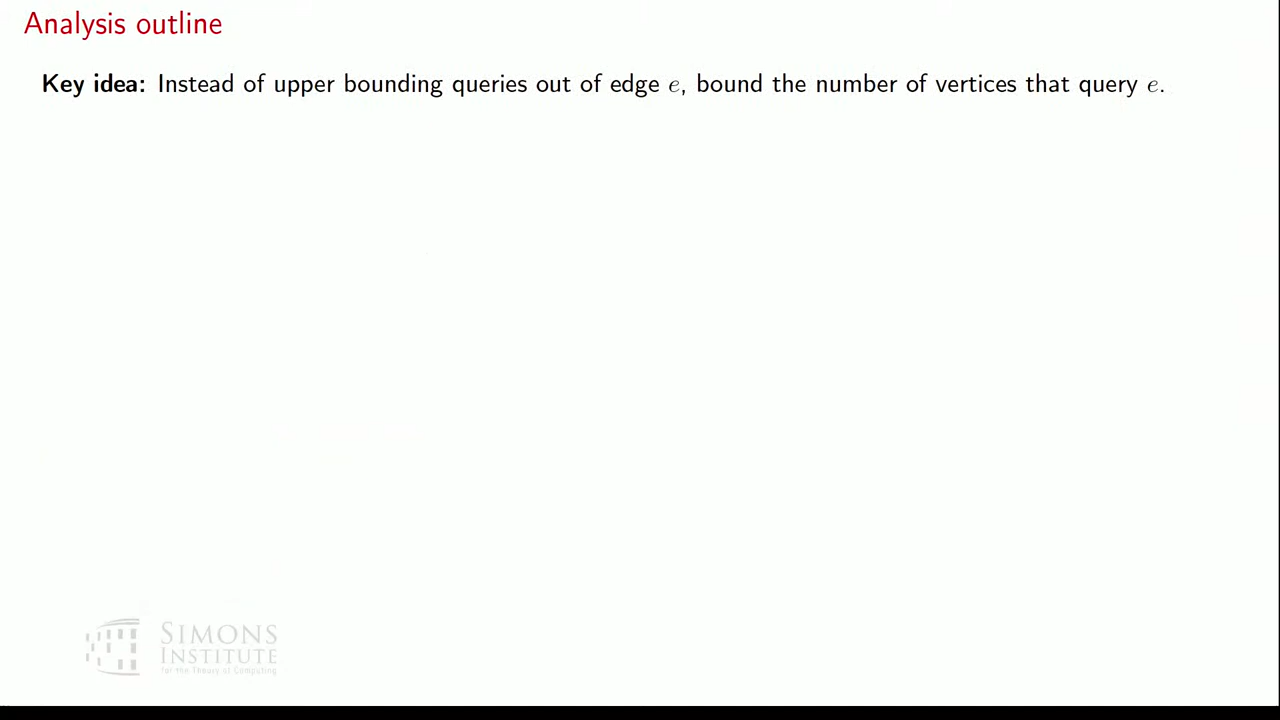 Analysis outline
Key idea: Instead of upper bounding queries out of edge e, bound the number of vertices that query e.
SIMONS
INSTITUTE
for the Theory of Computing